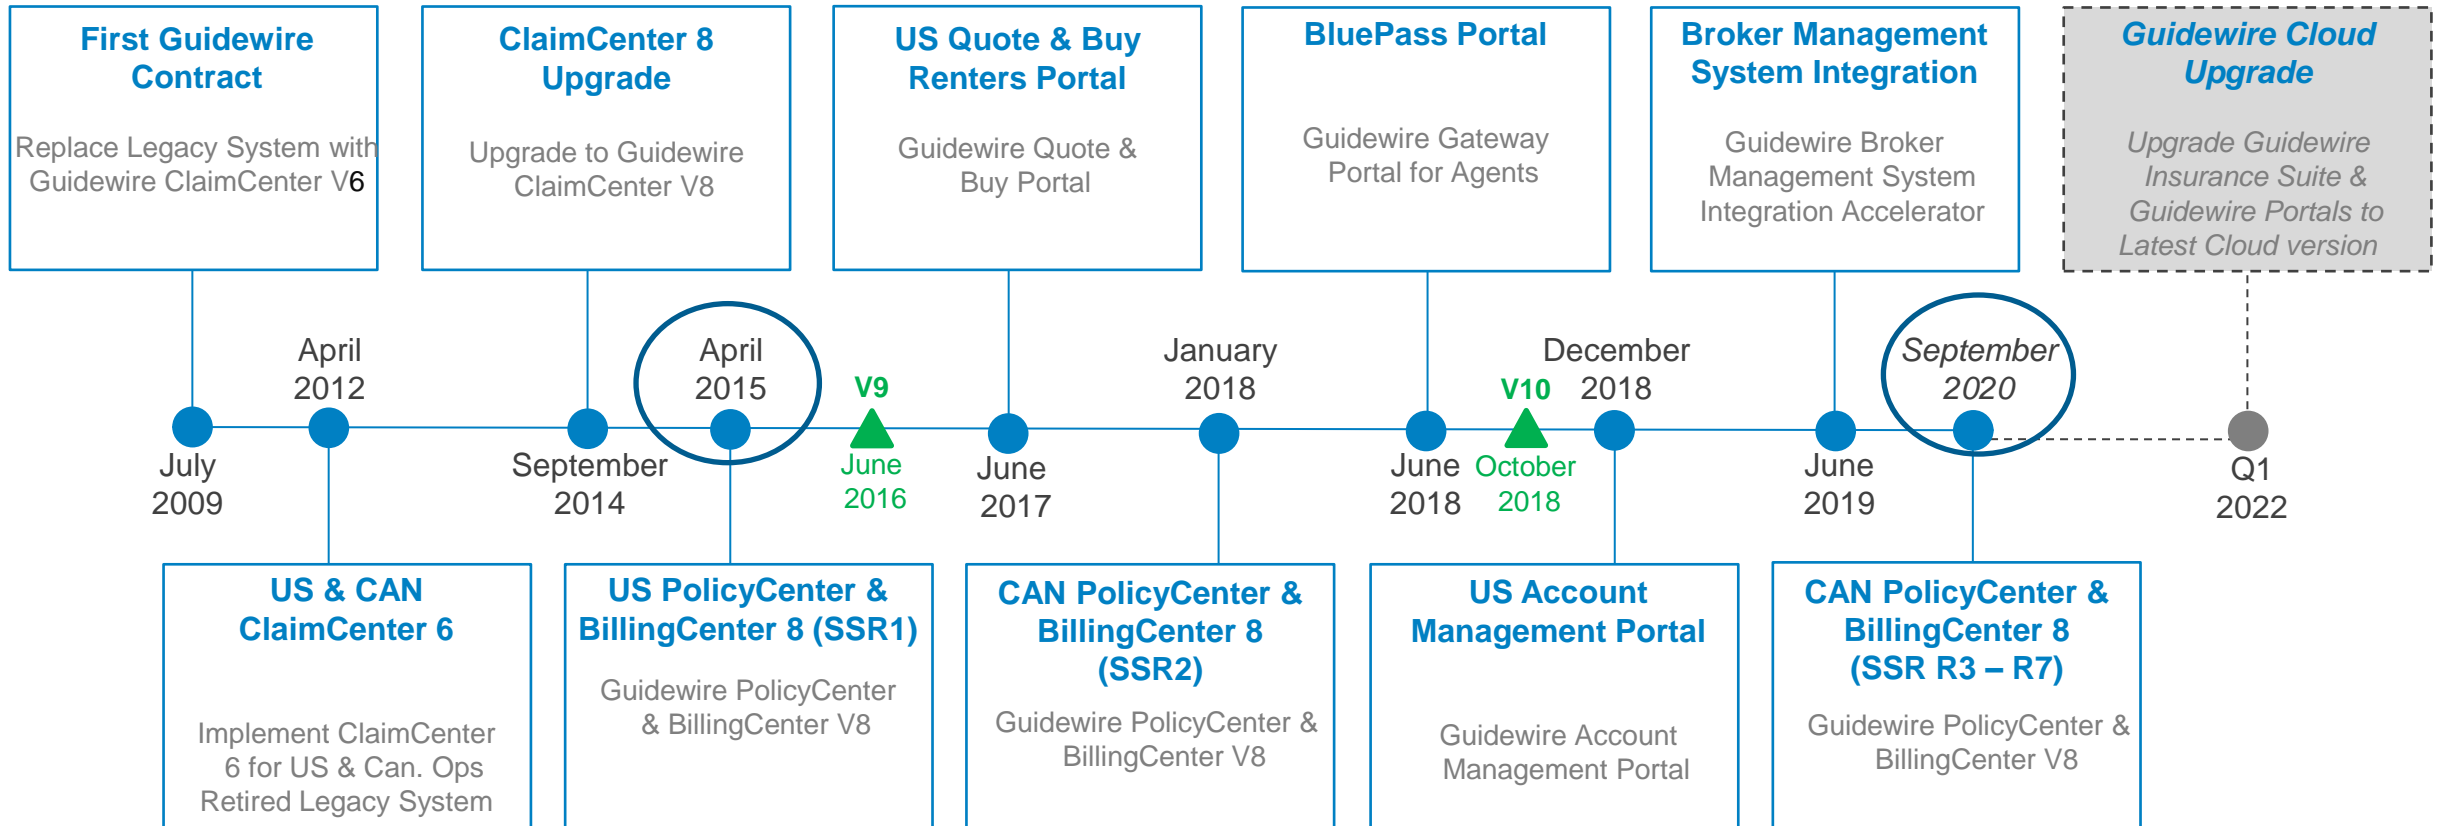 First Guidewire
Contract
Replace Legacy System with
Guidewire ClaimCenter V6
ClaimCenter 8
Upgrade
Upgrade to Guidewire
ClaimCenter V8
US Quote & Buy
Renters Portal
Guidewire Quote &
Buy Portal
BluePass Portal
Guidewire Gateway
Portal for Agents
Broker Management
System Integration
Guidewire Broker
Management System
Integration Accelerator
Guidewire Cloud
Upgrade
Upgrade Guidewire
Insurance Suite &
Guidewire Portals to
Latest Cloud version
July
2009
April
2012
September
2014
April
2015
V9
June
2016
June
2017
January
2018
June
2018
V10
October
2018
December
2018
June
2019
September
2020
Q1
2022
US & CAN
ClaimCenter 6
Implement ClaimCenter
6 for US & Can. Ops
Retired Legacy System
US PolicyCenter &
BillingCenter 8 (SSR1)
Guidewire PolicyCenter
& BillingCenter V8
CAN PolicyCenter &
BillingCenter 8
(SSR2)
Guidewire PolicyCenter &
BillingCenter V8
US Account
Management Portal
Guidewire Account
Management Portal
CAN PolicyCenter &
BillingCenter 8
(SSR R3 – R7)
Guidewire PolicyCenter &
BillingCenter V8